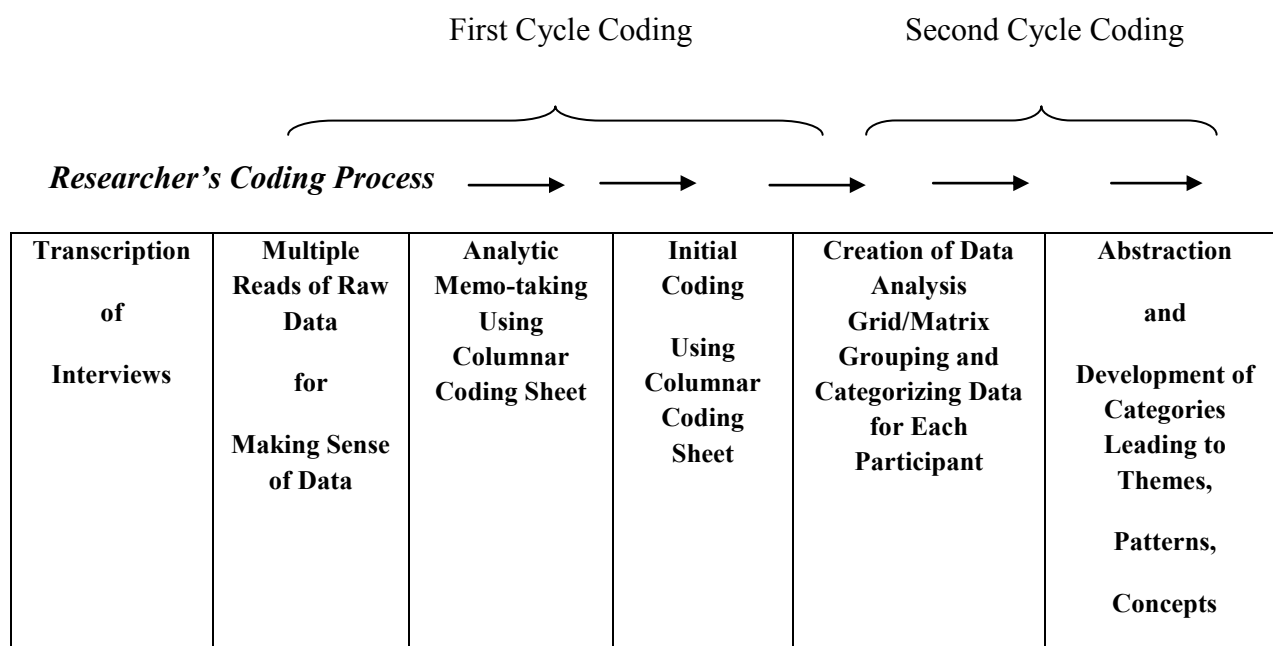 First Cycle Coding
Second Cycle Coding
Researcher’s Coding Process
Transcription
of
Interviews
Multiple
Reads of Raw
Data
for
Making Sense
of Data
Analytic
Memo-taking
Using
Columnar
Coding Sheet
Initial
Coding
Using
Columnar
Coding
Sheet
Creation of Data
Analysis
Grid/Matrix
Grouping and
Categorizing Data
for Each
Participant
Abstraction
and
Development of
Categories
Leading to
Themes,
Patterns,
Concepts